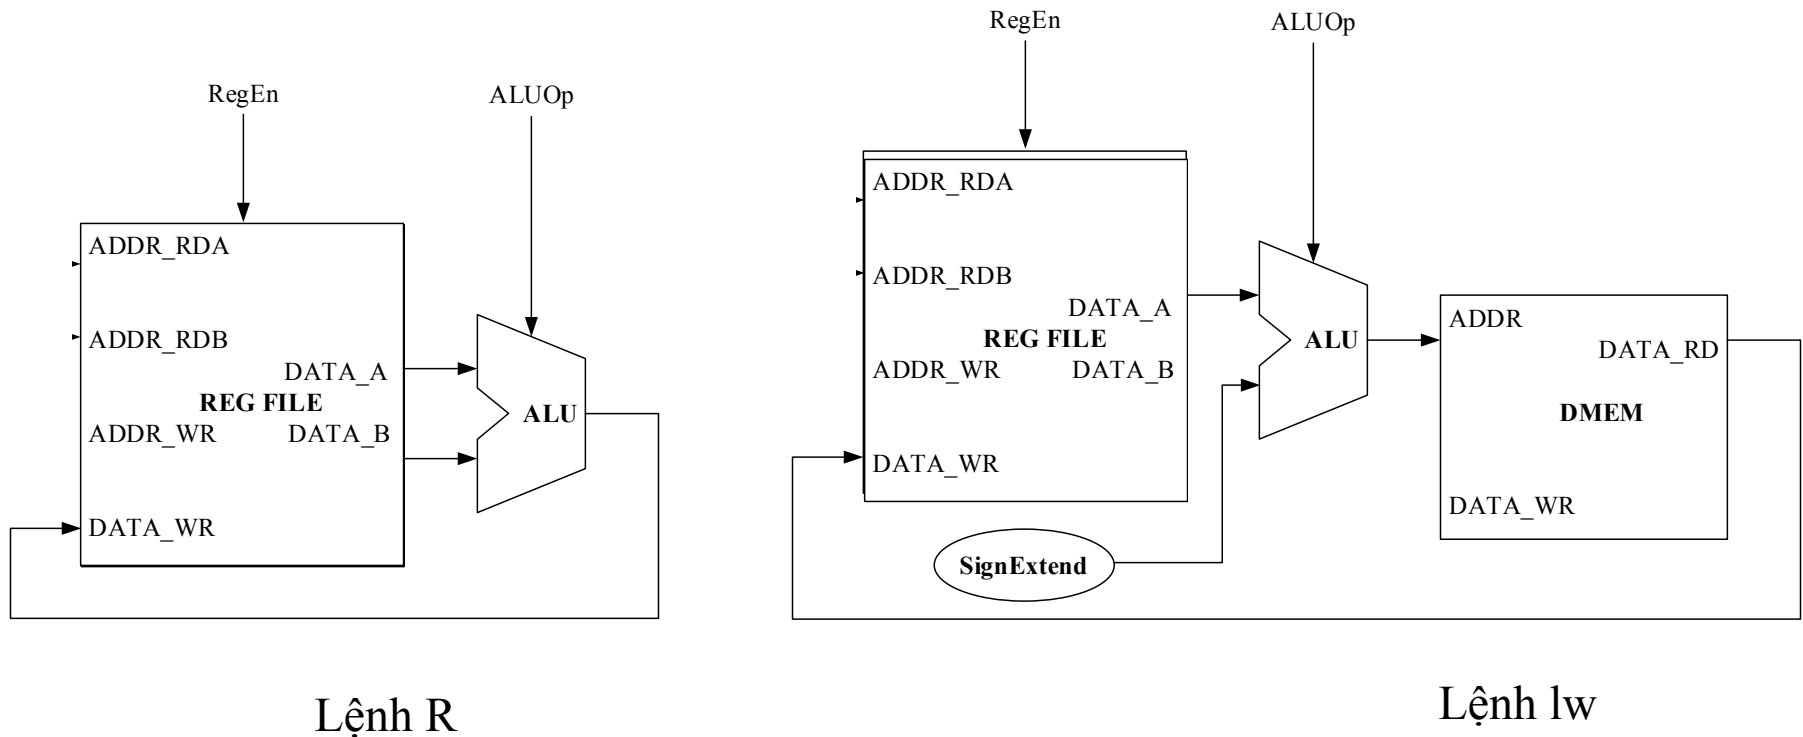 RegEn
ALUOp
ADDR_RDA
ADDR_RDB
DATA_A
REG FILE
ADDR_WR
DATA_B
DATA_WR
ALU
Lệnh R
RegEn
ALUOp
ADDR_RDA
ADDR_RDB
DATA_A
REG FILE
ADDR_WR
DATA_B
DATA_WR
SignExtend
ALU
ADDR
DATA_RD
DMEM
DATA_WR
Lệnh lw